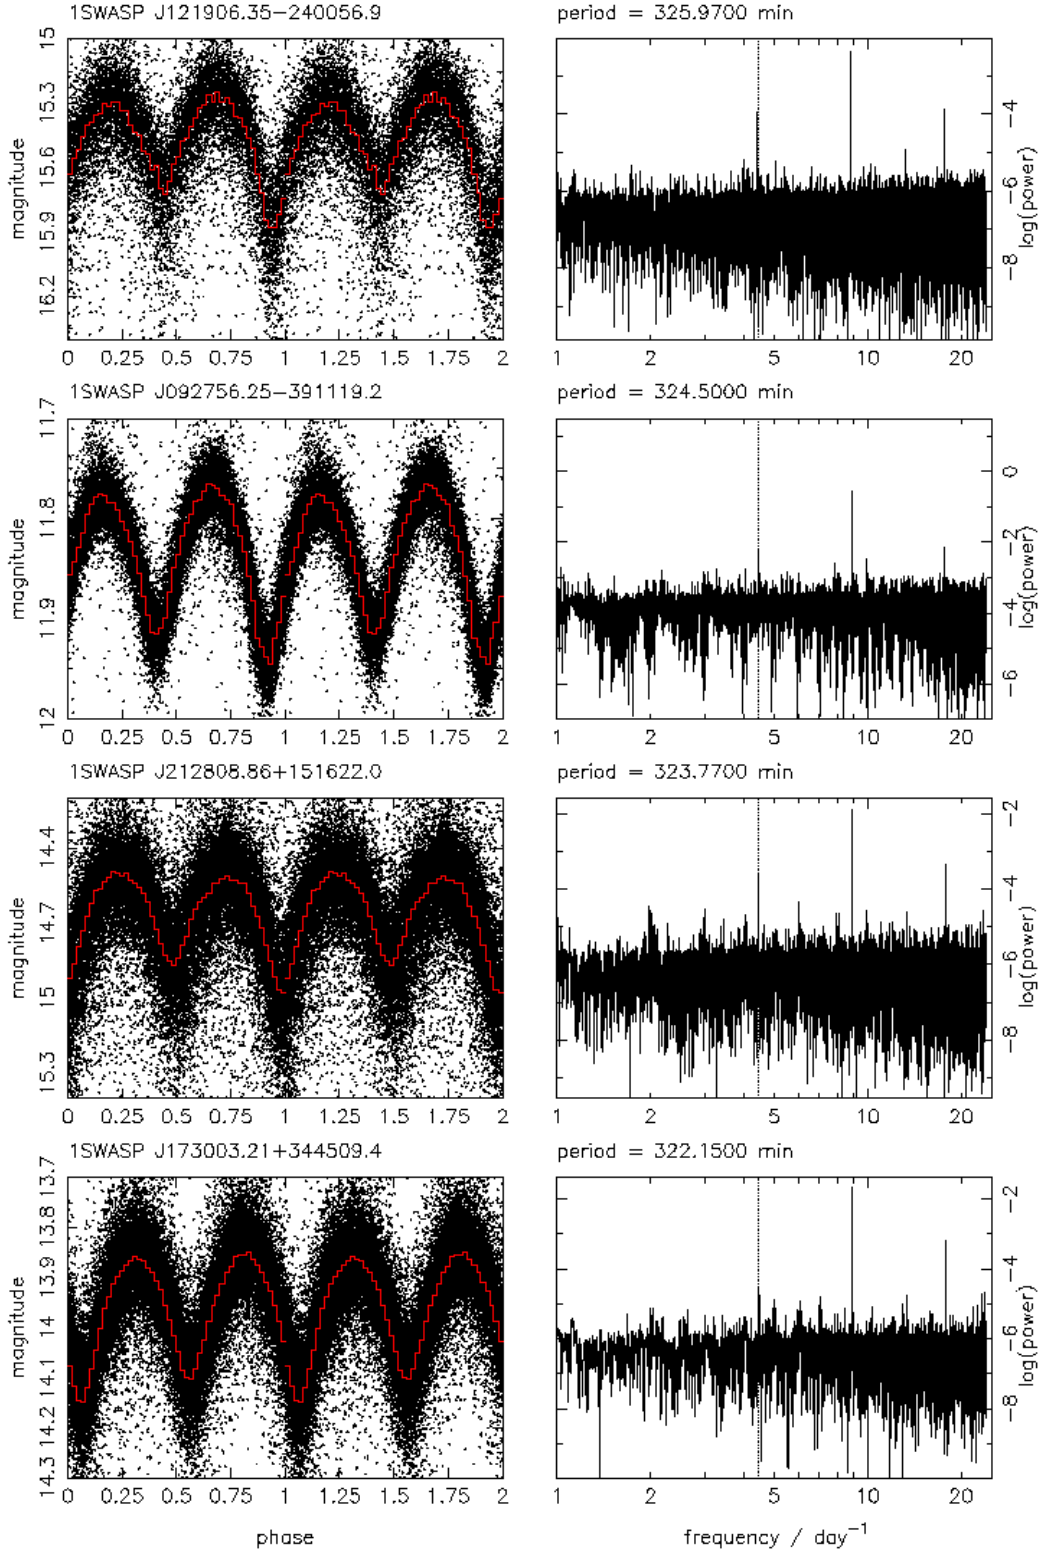 1SWASP J121906.35−240056.9
period = 325.9700 min
magnitude
15 15.3 15.6 15.9 16.2
0 0.25 0.5 0.75 1 1.25 1.5 1.75 2
log(power)
−4 −6 −8
1 2 5 10 20
1SWASP J092756.25−391119.2
period = 324.5000 min
magnitude
11.7 11.8 11.9 12
0 0.25 0.5 0.75 1 1.25 1.5 1.75 2
log(power)
0 −2 −4 −6
1 2 5 10 20
1SWASP J212808.86+151622.0
period = 323.7700 min
magnitude
14.4 14.7 15 15.3
0 0.25 0.5 0.75 1 1.25 1.5 1.75 2
log(power)
−2 −4 −6 −8
1 2 5 10 20
1SWASP J173003.21+344509.4
period = 322.1500 min
magnitude
13.7 13.8 13.9 14 14.1 14.2 14.3
0 0.25 0.5 0.75 1 1.25 1.5 1.75 2
log(power)
−2 −4 −6 −8
1 2 5 10 20
phase
frequency / day⁻¹